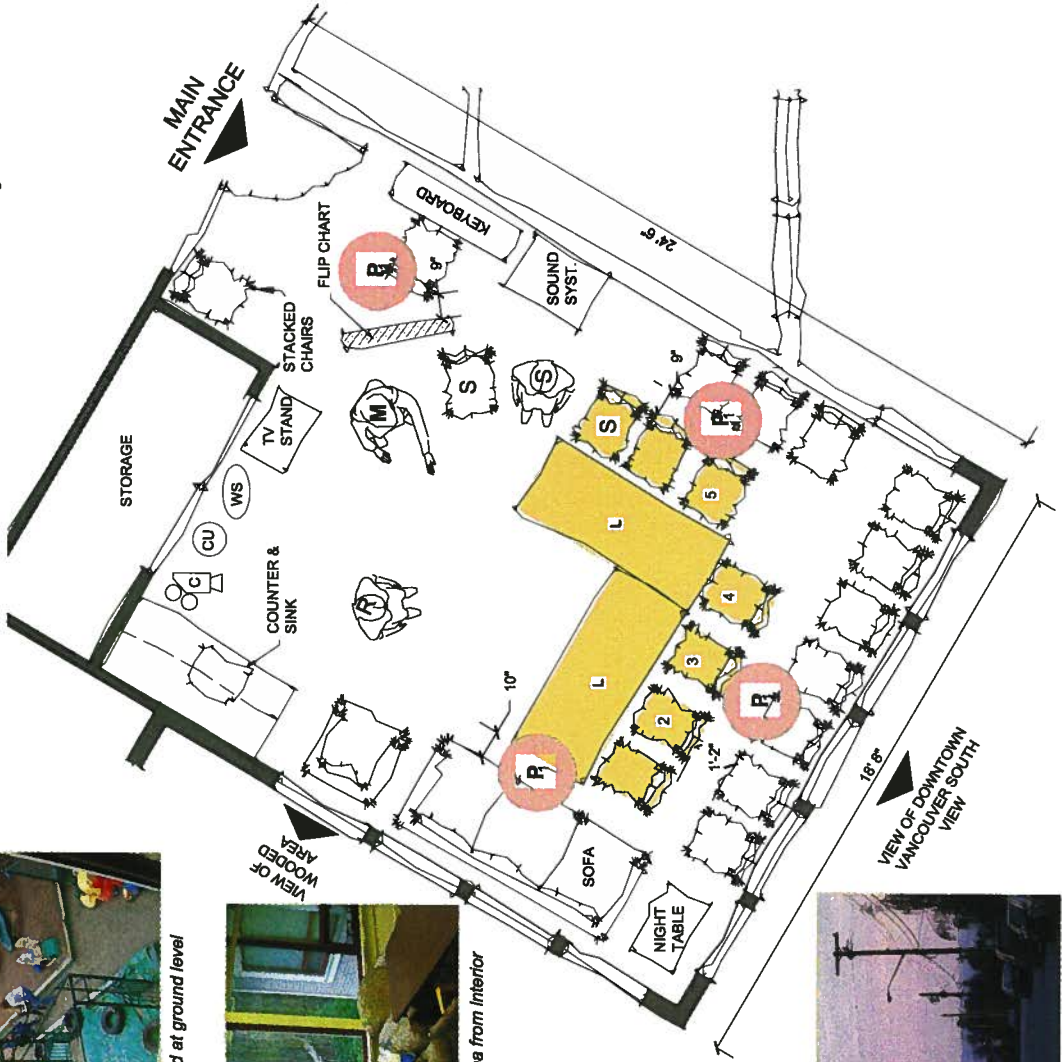 MAIN
ENTRANCE
STORAGE
STACKED
CHAIRS
FLIP CHART
KEYBOARD
P
9"
SOUND
SYST.
24' 6"
TV
STAND
WS
CU
C
COUNTER &
SINK
M
S
S
R
S
9"
P
5
L
L
4
3
2
10"
P
P
1'-2"
SOFA
NIGHT
TABLE
18' 8"
VIEW OF
WOODED
AREA
VIEW OF DOWNTOWN
VANCOUVER SOUTH
VIEW
d at ground level
ea from Interior